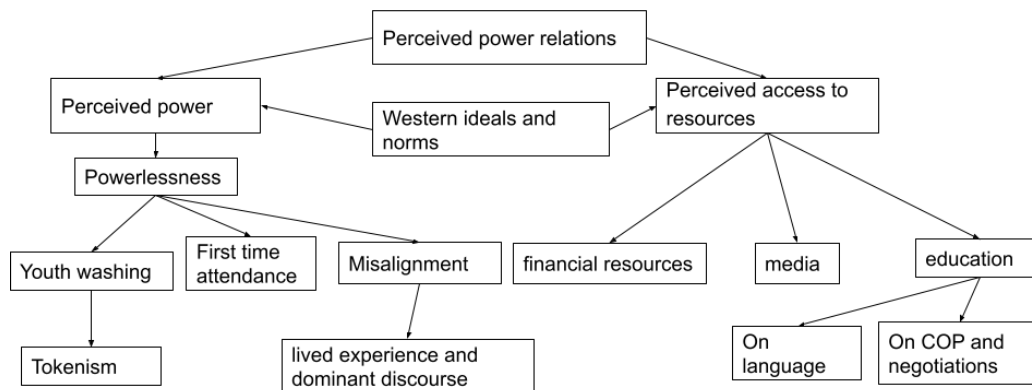 Perceived power relations
Perceived power
Western ideals and
norms
Perceived access to
resources
Powerlessness
Youth washing
First time
attendance
Misalignment
financial resources
media
education
Tokenism
lived experience and
dominant discourse
On
language
On COP and
negotiations